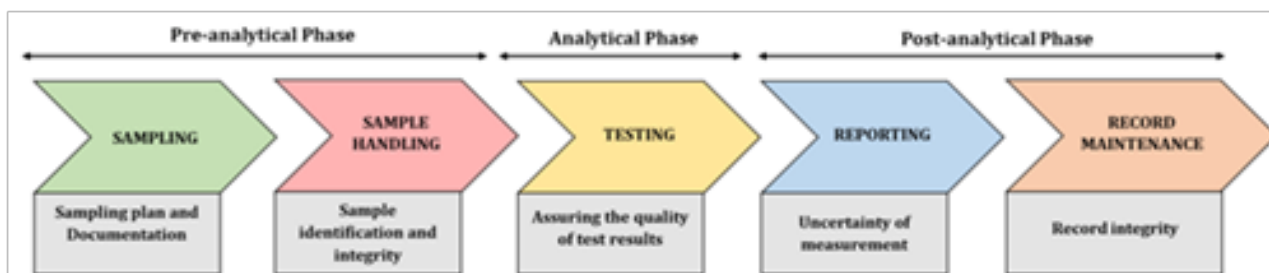 Pre-analytical Phase
Analytical Phase
Post-analytical Phase
SAMPLING
SAMPLE
HANDLING
TESTING
REPORTING
RECORD
MAINTENANCE
Sampling plan and
Documentation
Sample
identification and
integrity
Assuring the quality
of test results
Uncertainty of
measurement
Record integrity